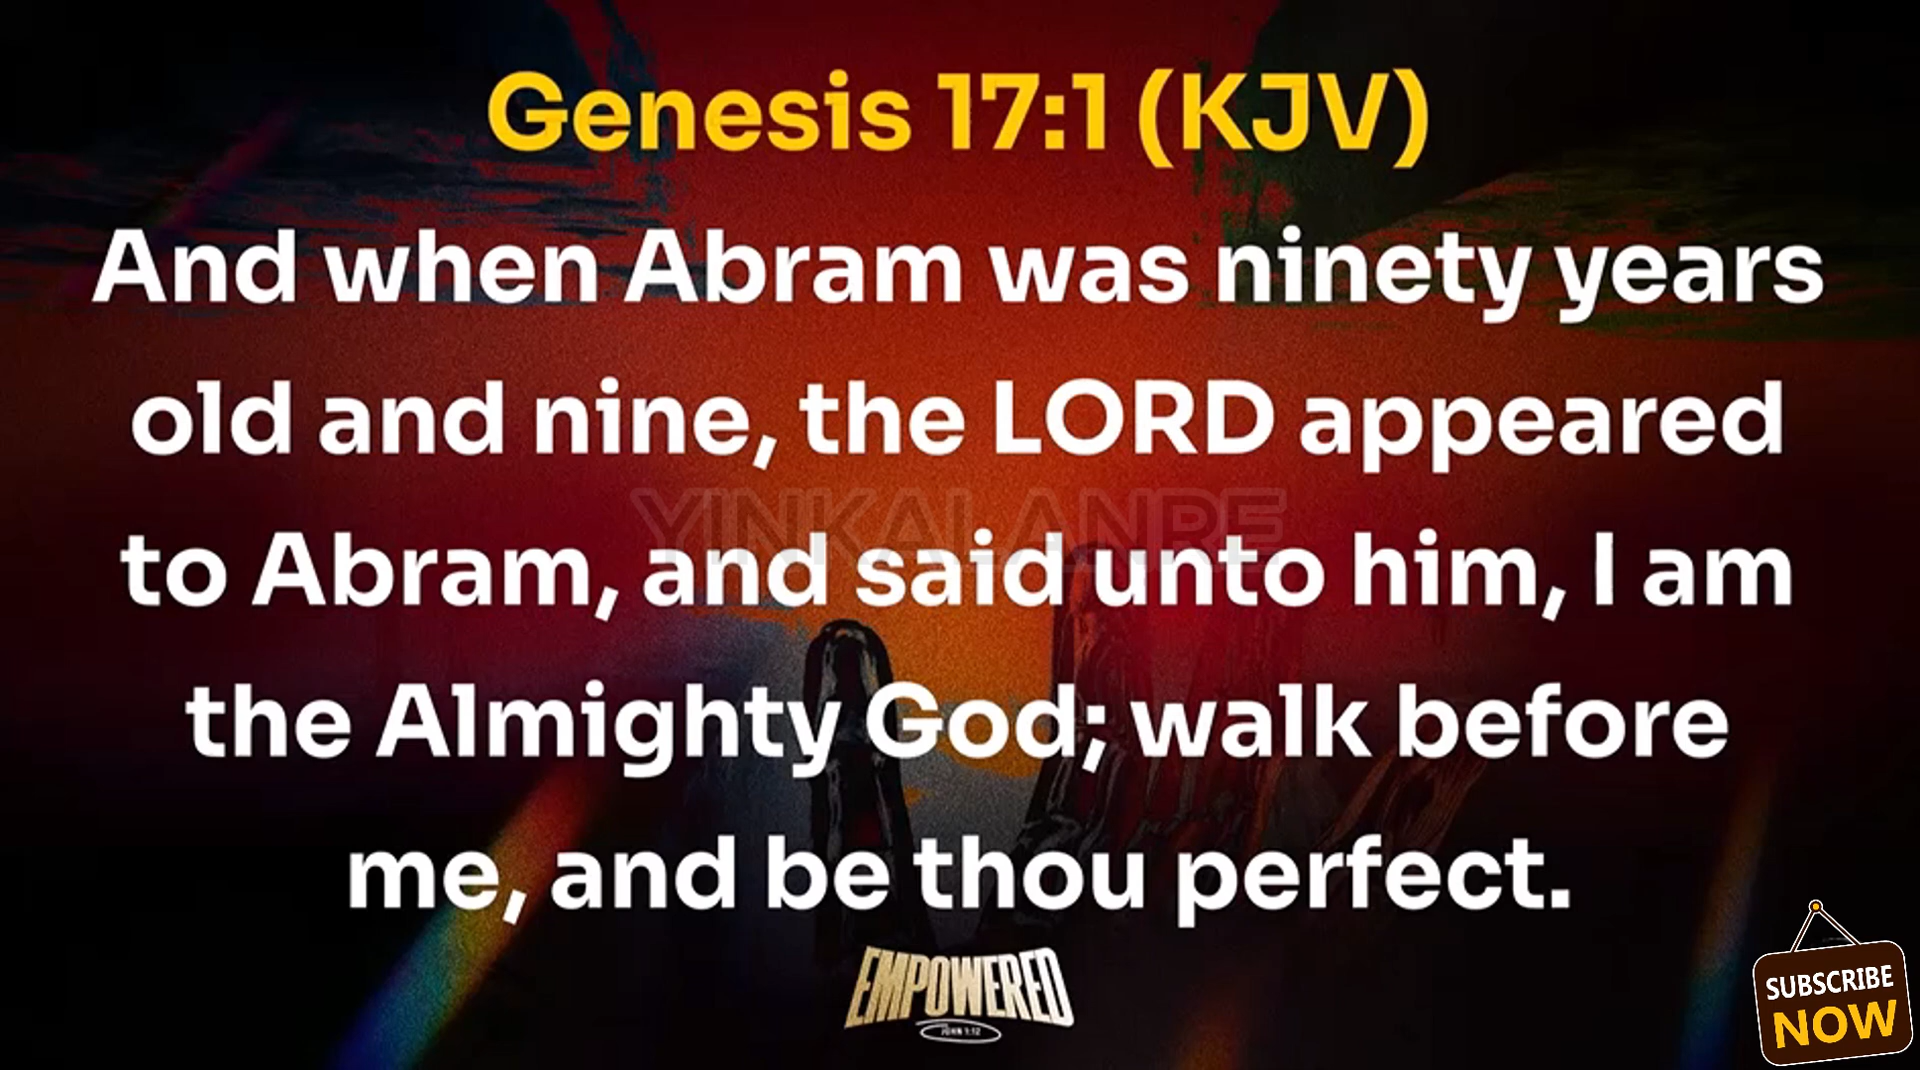 Genesis 17:1 (KJV)
And when Abram was ninety years
old and nine, the LORD appeared
YINKALANRE
to Abram, and said unto him, I am
the Almighty God; walk before
me, and be thou perfect.
EMPOWERED
JOHN 1:12
SUBSCRIBE
NOW